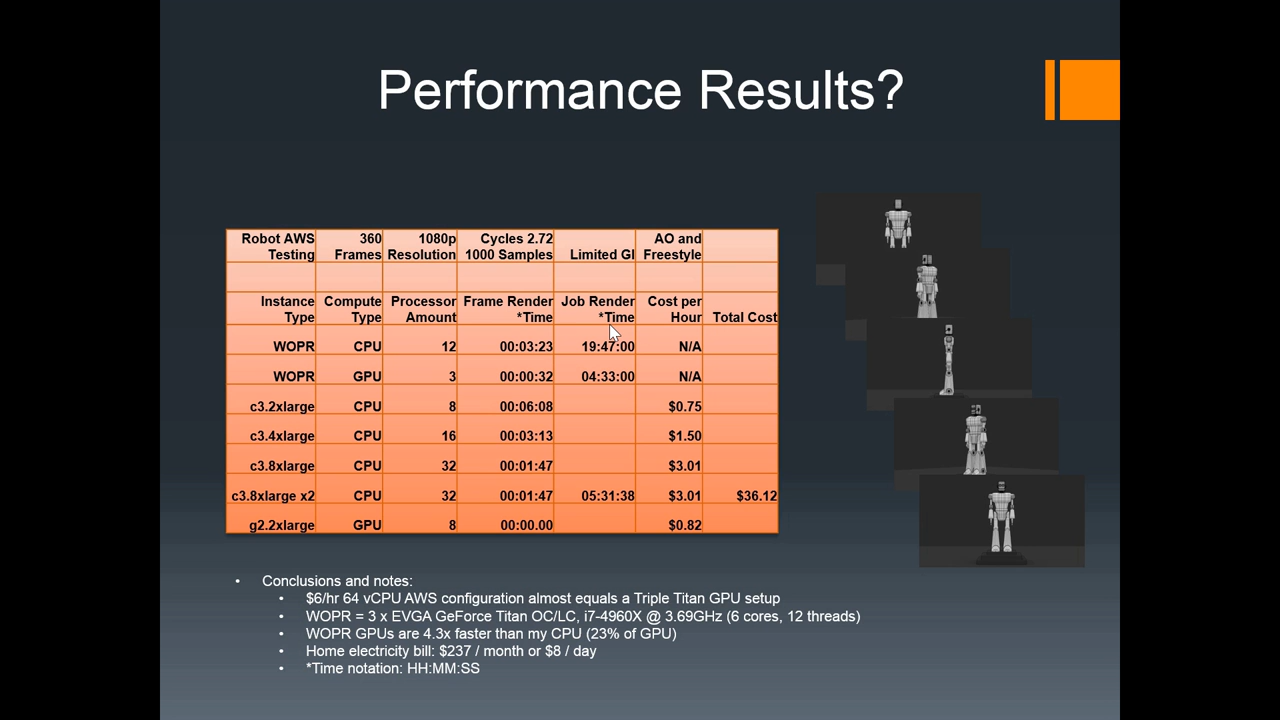 Performance Results?
Robot AWS Testing 360 Frames 1080p Resolution Cycles 2.72 1000 Samples Limited GI AO and Freestyle
Instance Type Compute Type Processor Amount Frame Render *Time Job Render *Time Cost per Hour Total Cost
WOPR CPU 12 00:03:23 19:47:00 N/A
WOPR GPU 3 00:00:32 04:33:00 N/A
c3.2xlarge CPU 8 00:06:08 $0.75
c3.4xlarge CPU 16 00:03:13 $1.50
c3.8xlarge CPU 32 00:01:47 $3.01
c3.8xlarge x2 CPU 32 00:01:47 05:31:38 $3.01 $36.12
g2.2xlarge GPU 8 00:00.00 $0.82
• Conclusions and notes:
• $6/hr 64 vCPU AWS configuration almost equals a Triple Titan GPU setup
• WOPR = 3 x EVGA GeForce Titan OC/LC, i7-4960X @ 3.69GHz (6 cores, 12 threads)
• WOPR GPUs are 4.3x faster than my CPU (23% of GPU)
• Home electricity bill: $237 / month or $8 / day
• *Time notation: HH:MM:SS